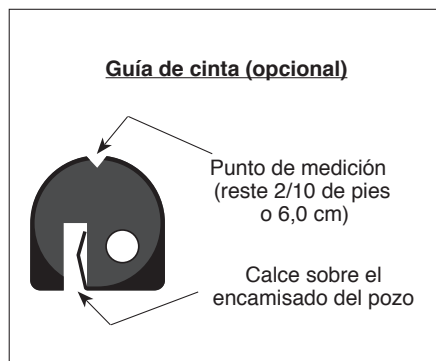 Guía de cinta (opcional)
Punto de medición
(reste 2/10 de pies
o 6,0 cm)
Calce sobre el
encamisado del pozo